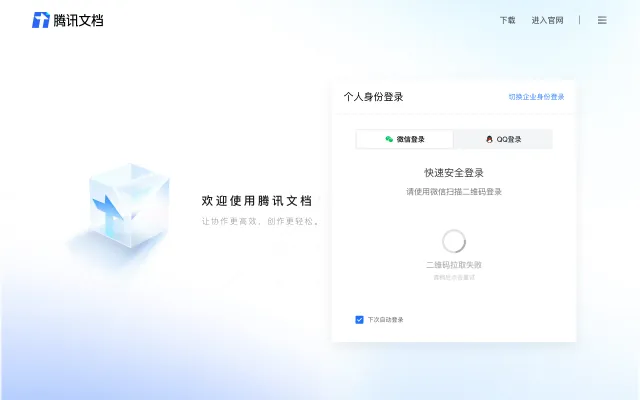 腾讯文档
下载 进入官网
个人身份登录 切换企业身份登录
微信登录 QQ登录
快速安全登录
请使用微信扫描二维码登录
欢迎使用腾讯文档
让协作更高效，创作更轻松。
二维码拉取失败
下次自动登录